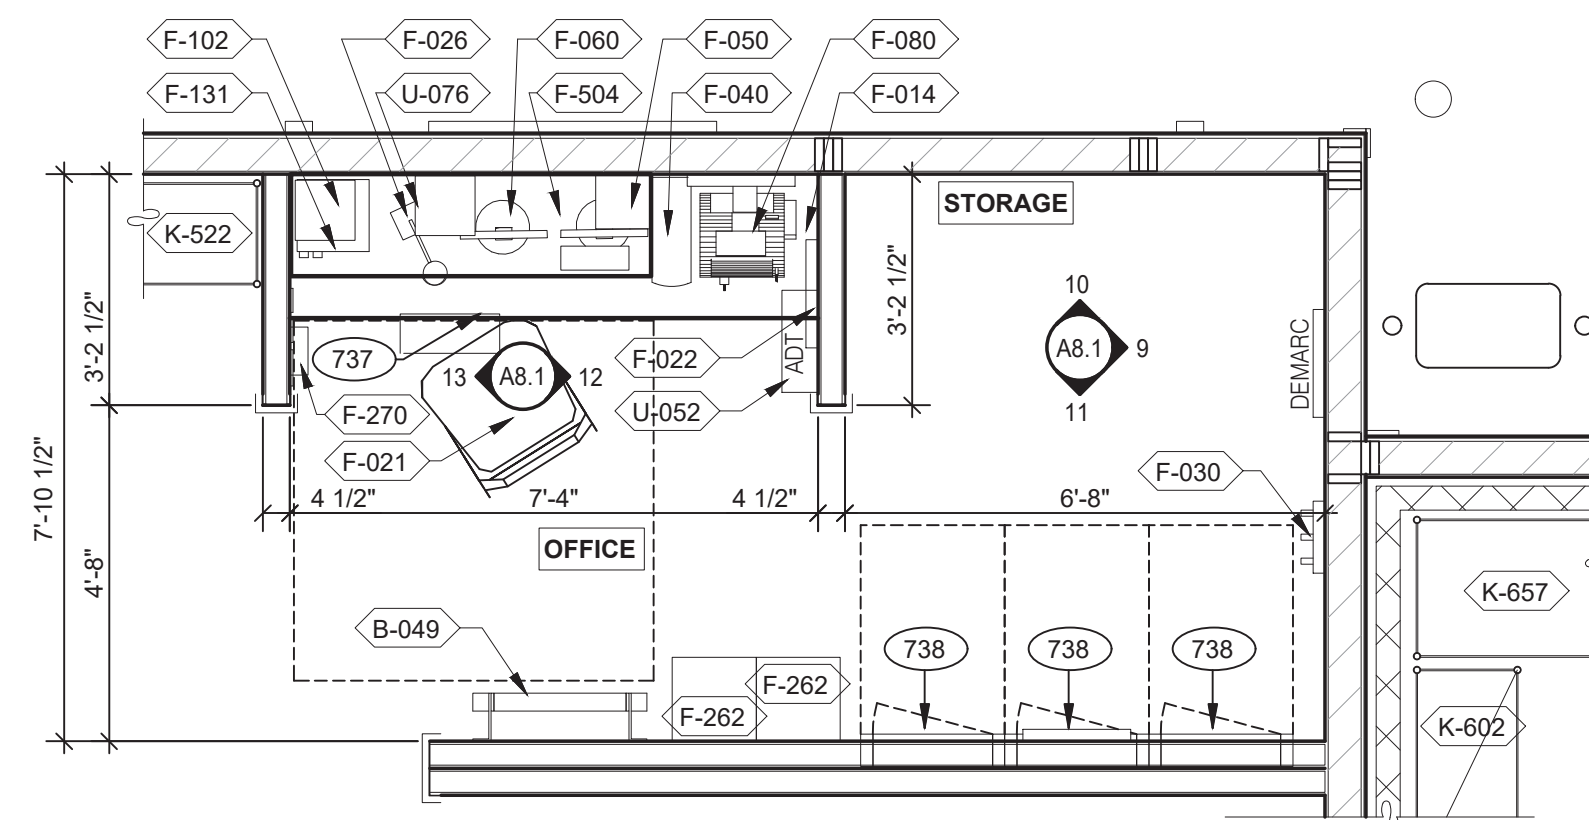 F-102
F-026
F-060
F-050
F-080
F-131
U-076
F-504
F-040
F-014
STORAGE
K-522
3'-2 1/2"
3'-2 1/2"
10
A8.1
9
11
DEMARC
737
13
A8.1
12
F-022
ADT
U-052
F-270
F-021
F-030
7'-10 1/2"
4 1/2"
7'-4"
4 1/2"
6'-8"
OFFICE
4'-8"
K-657
B-049
738
738
738
F-262
F-262
K-602